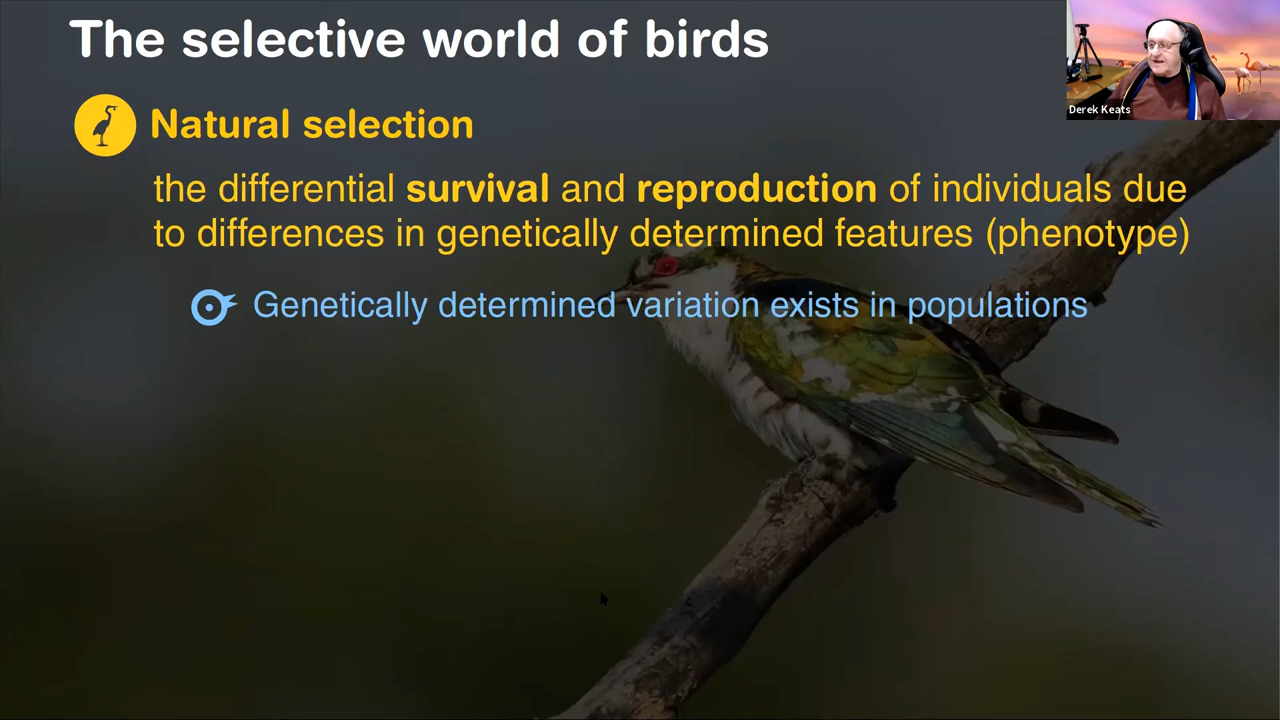 The selective world of birds
Derek Keats
Natural selection
the differential survival and reproduction of individuals due
to differences in genetically determined features (phenotype)
Genetically determined variation exists in populations